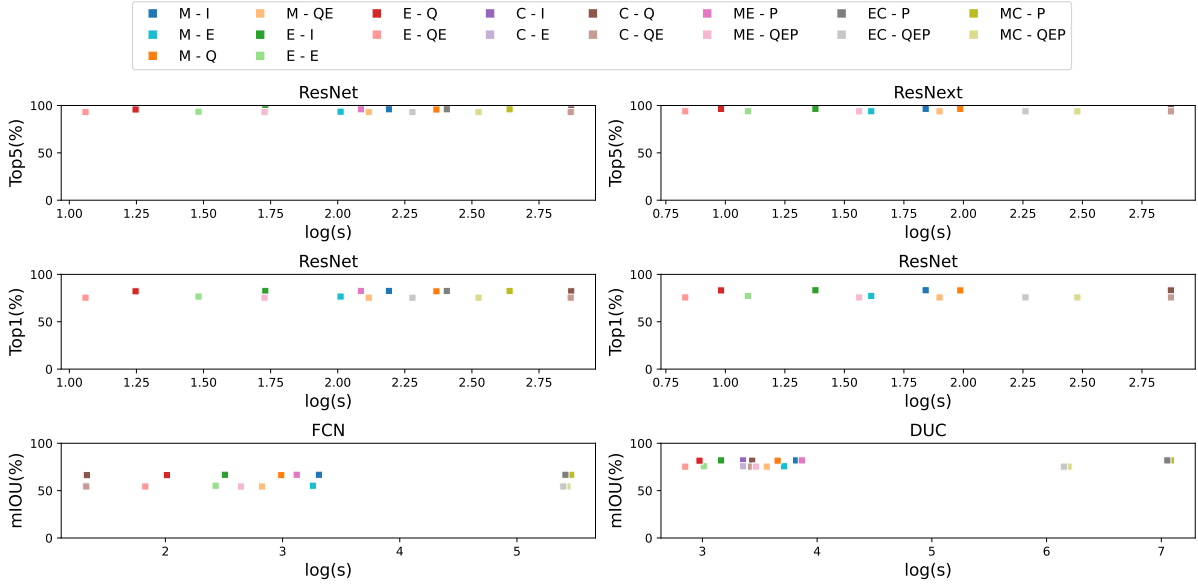 M - I M - QE E - Q C - I C - Q ME - P EC - P MC - P
M - E E - I E - QE C - E C - QE ME - QEP EC - QEP MC - QEP
M - Q E - E
ResNet
100
50
0
Top5(%)
1.00 1.25 1.50 1.75 2.00 2.25 2.50 2.75
log(s)
ResNext
100
50
0
Top5(%)
0.75 1.00 1.25 1.50 1.75 2.00 2.25 2.50 2.75
log(s)
ResNet
100
50
0
Top1(%)
1.00 1.25 1.50 1.75 2.00 2.25 2.50 2.75
log(s)
ResNet
100
50
0
Top1(%)
0.75 1.00 1.25 1.50 1.75 2.00 2.25 2.50 2.75
log(s)
FCN
100
50
0
mIOU(%)
2 3 4 5
log(s)
DUC
100
50
0
mIOU(%)
3 4 5 6 7
log(s)